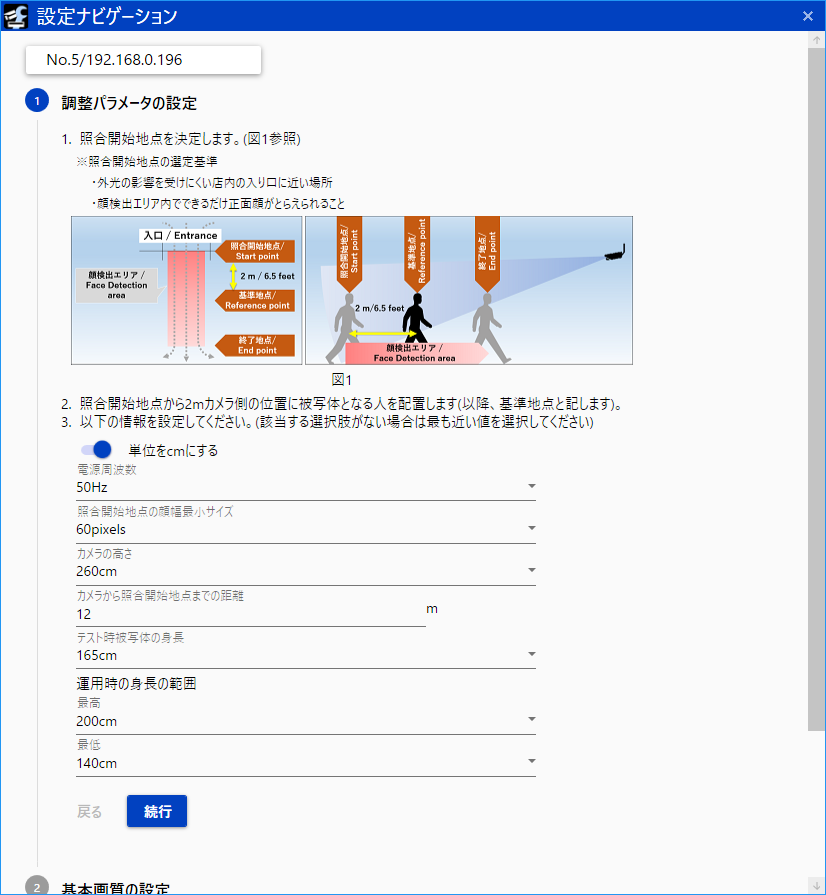 設定ナビゲーション
No.5/192.168.0.196
1 調整パラメータの設定
1. 照合開始地点を決定します。(図1参照)
※照合開始地点の選定基準
・外光の影響を受けにくい店内の入り口に近い場所
・顔検出エリア内でできるだけ正面顔がとらえられること
入口 / Entrance
照合開始地点/
Start point
顔検出エリア /
Face Detection
area
2 m / 6.5 feet
基準地点/
Reference point
終了地点/
End point
照合開始地点/
Start point
基準地点/
Reference point
終了地点/
End point
2 m/6.5 feet
顔検出エリア /
Face Detection area
図1
2. 照合開始地点から2mカメラ側の位置に被写体となる人を配置します(以降、基準地点と記します)。
3. 以下の情報を設定してください。(該当する選択肢がない場合は最も近い値を選択してください)
単位をcmにする
電源周波数
50Hz
照合開始地点の顔幅最小サイズ
60pixels
カメラの高さ
260cm
カメラから照合開始地点までの距離
12 m
テスト時被写体の身長
165cm
運用時の身長の範囲
最高
200cm
最低
140cm
戻る 続行
2 基本画質の設定